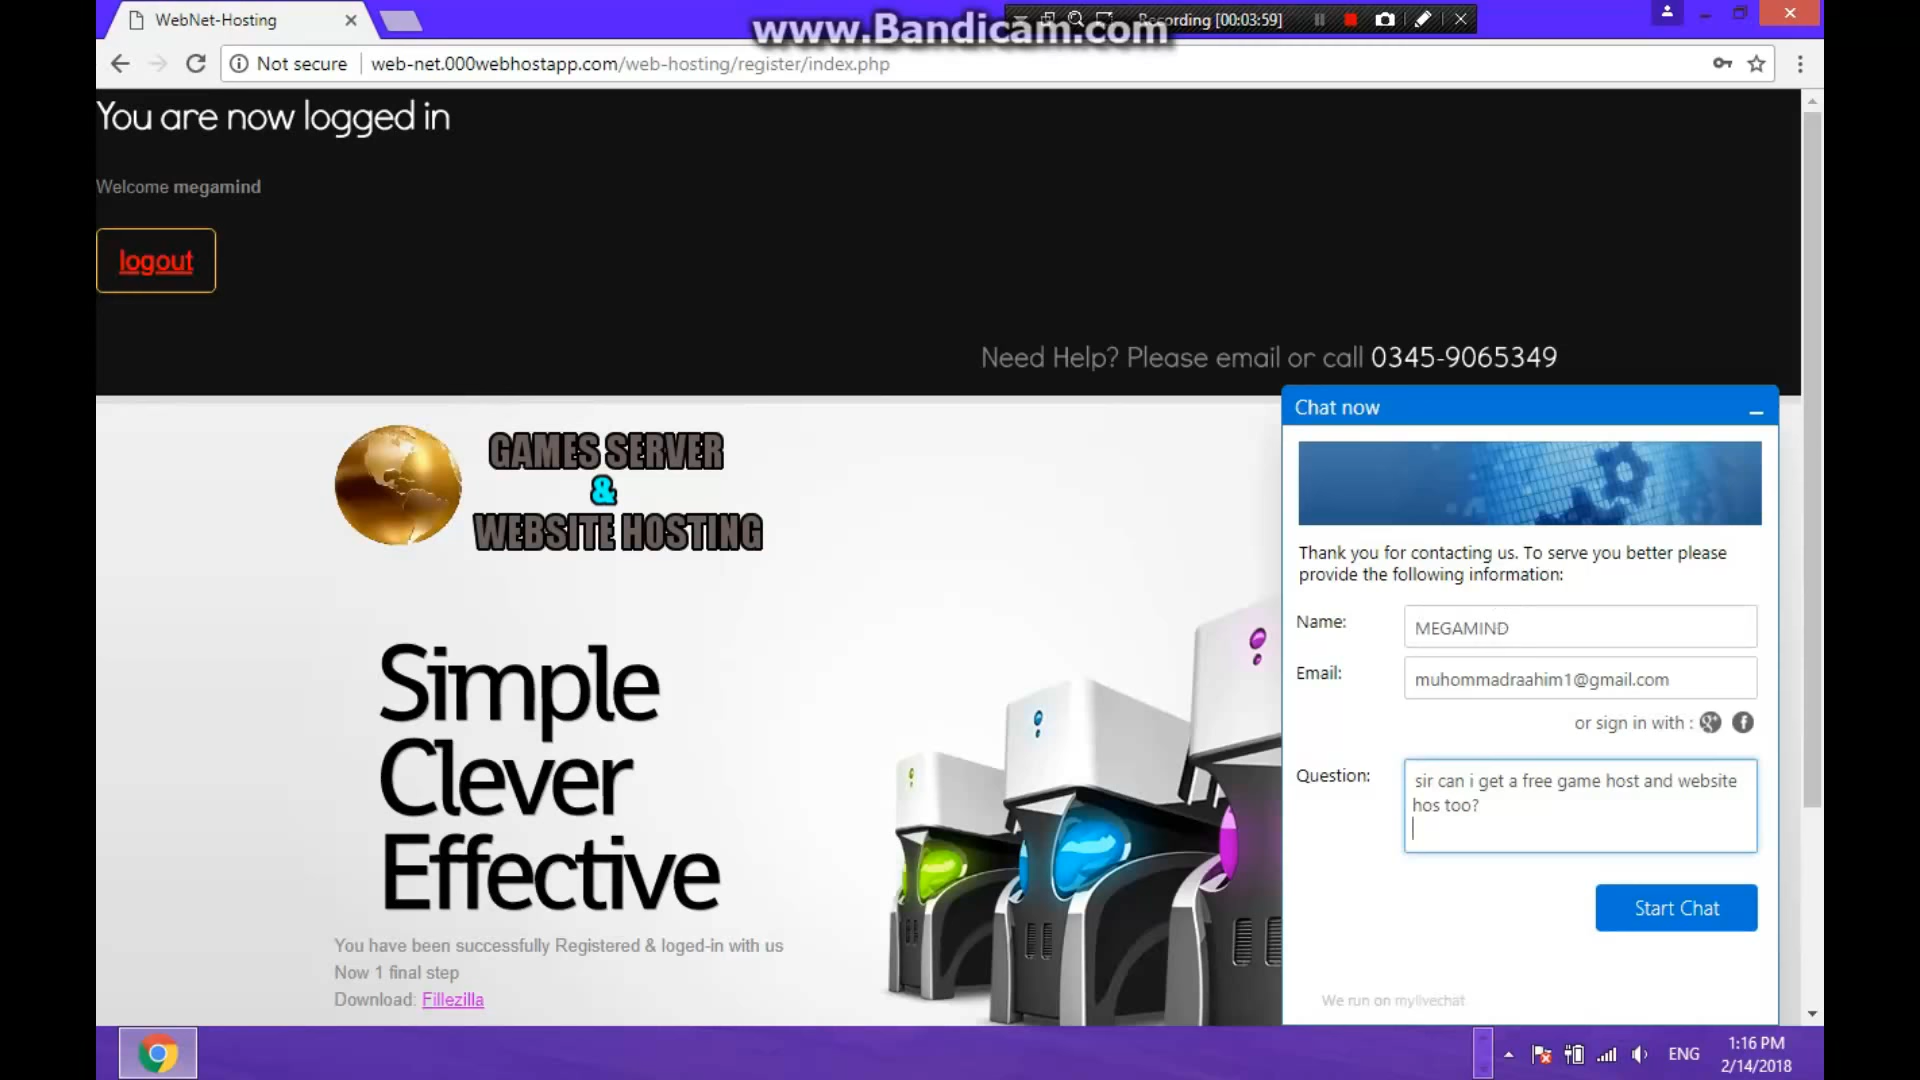 WebNet-Hosting
www.Bandicam.com
Recording [00:03:59]
Not secure
web-net.000webhostapp.com/web-hosting/register/index.php
You are now logged in
Welcome megamind
logout
Need Help? Please email or call 0345-9065349
GAMES SERVER
&
WEBSITE HOSTING
Simple
Clever
Effective
You have been successfully Registered & loged-in with us
Now 1 final step
Download: Fillezilla
Chat now
Thank you for contacting us. To serve you better please
provide the following information:
Name: MEGAMIND
Email: muhommadraahim1@gmail.com
or sign in with :
Question: sir can i get a free game host and website
hos too?
Start Chat
We run on mylivechat
ENG
1:16 PM
2/14/2018